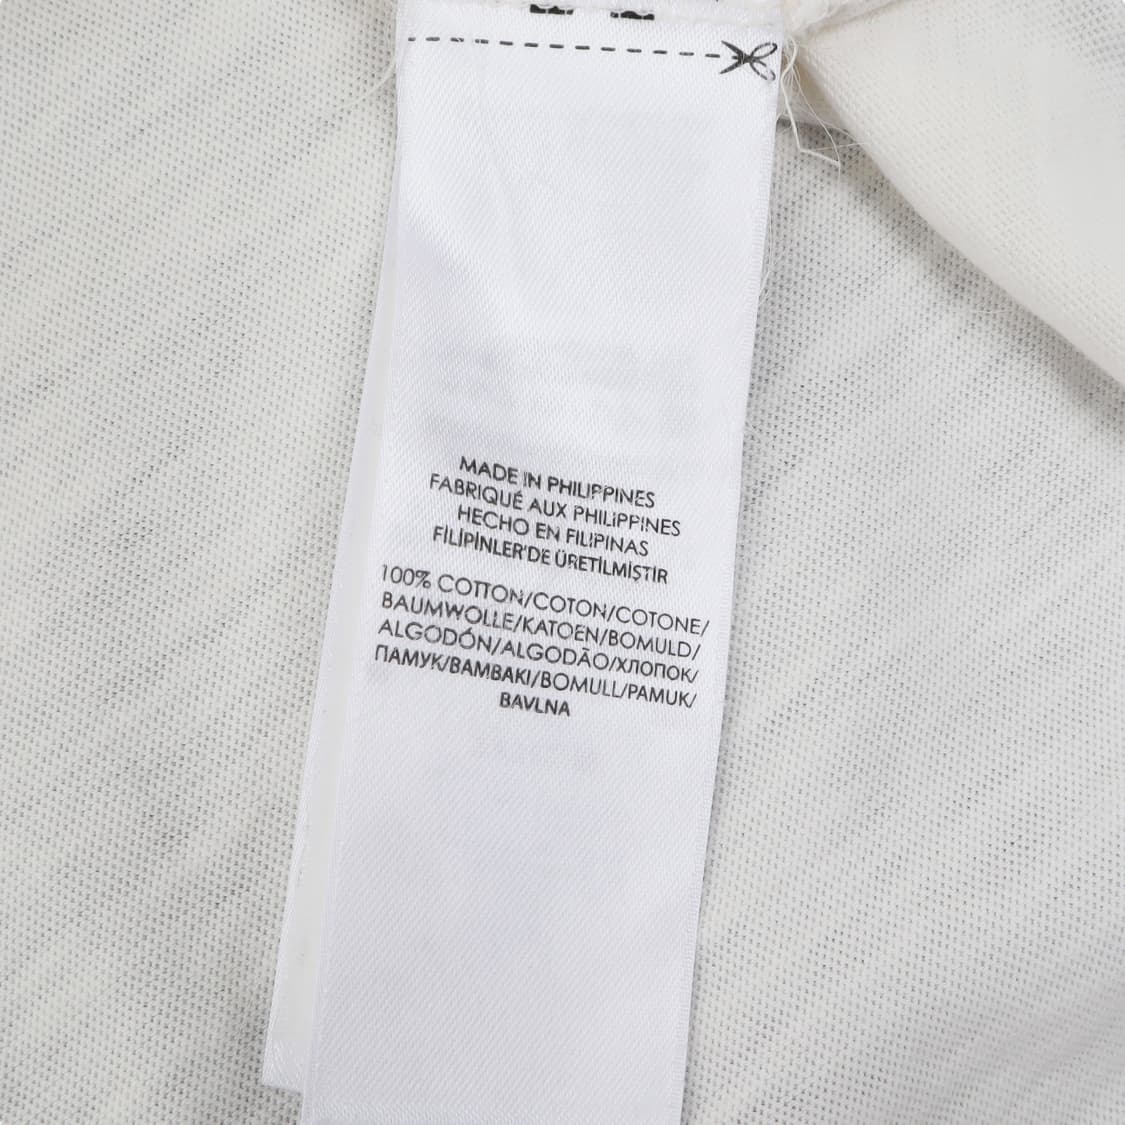 MADE IN PHILIPPINES
FABRIQUÉ AUX PHILIPPINES
HECHO EN FILIPINAS
FİLİPİNLER'DE ÜRETİLMİŞTİR
100% COTTON/COTON/COTONE/
BAUMWOLLE/KATOEN/BOMULD/
ALGODÓN/ALGODÃO/ХЛОПОК/
ПАМУК/BAMBAKI/BOMULL/PAMUK/
BAVLNA